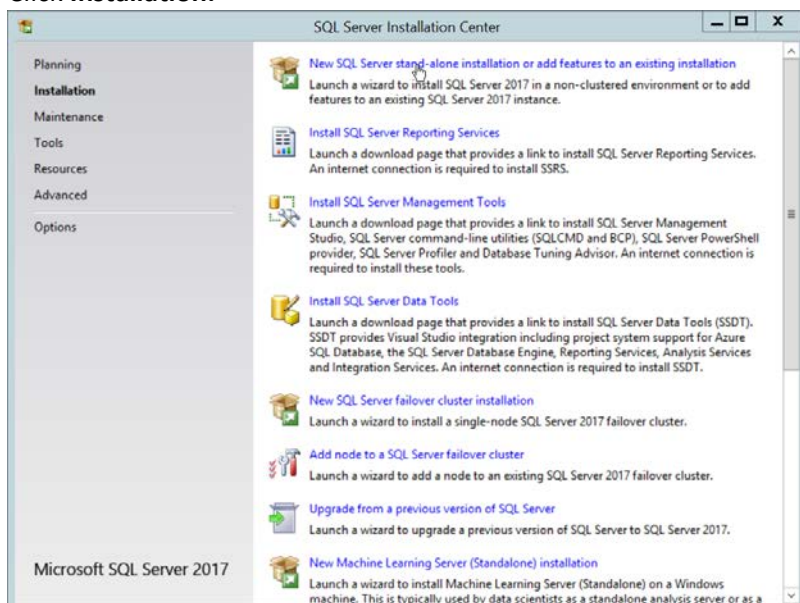 Click Installation.
SQL Server Installation Center
Planning
Installation
Maintenance
Tools
Resources
Advanced
Options
Microsoft SQL Server 2017
New SQL Server stand-alone installation or add features to an existing installation
Launch a wizard to install SQL Server 2017 in a non-clustered environment or to add
features to an existing SQL Server 2017 instance.
Install SQL Server Reporting Services
Launch a download page that provides a link to install SQL Server Reporting Services.
An internet connection is required to install SSRS.
Install SQL Server Management Tools
Launch a download page that provides a link to install SQL Server Management
Studio, SQL Server command-line utilities (SQLCMD and BCP), SQL Server PowerShell
provider, SQL Server Profiler and Database Tuning Advisor. An internet connection is
required to install these tools.
Install SQL Server Data Tools
Launch a download page that provides a link to install SQL Server Data Tools (SSDT).
SSDT provides Visual Studio integration including project system support for Azure
SQL Database, the SQL Server Database Engine, Reporting Services, Analysis Services
and Integration Services. An internet connection is required to install SSDT.
New SQL Server failover cluster installation
Launch a wizard to install a single-node SQL Server 2017 failover cluster.
Add node to a SQL Server failover cluster
Launch a wizard to add a node to an existing SQL Server 2017 failover cluster.
Upgrade from a previous version of SQL Server
Launch a wizard to upgrade a previous version of SQL Server to SQL Server 2017.
New Machine Learning Server (Standalone) installation
Launch a wizard to install Machine Learning Server (Standalone) on a Windows
machine. This is typically used by data scientists as a standalone analysis server or as a